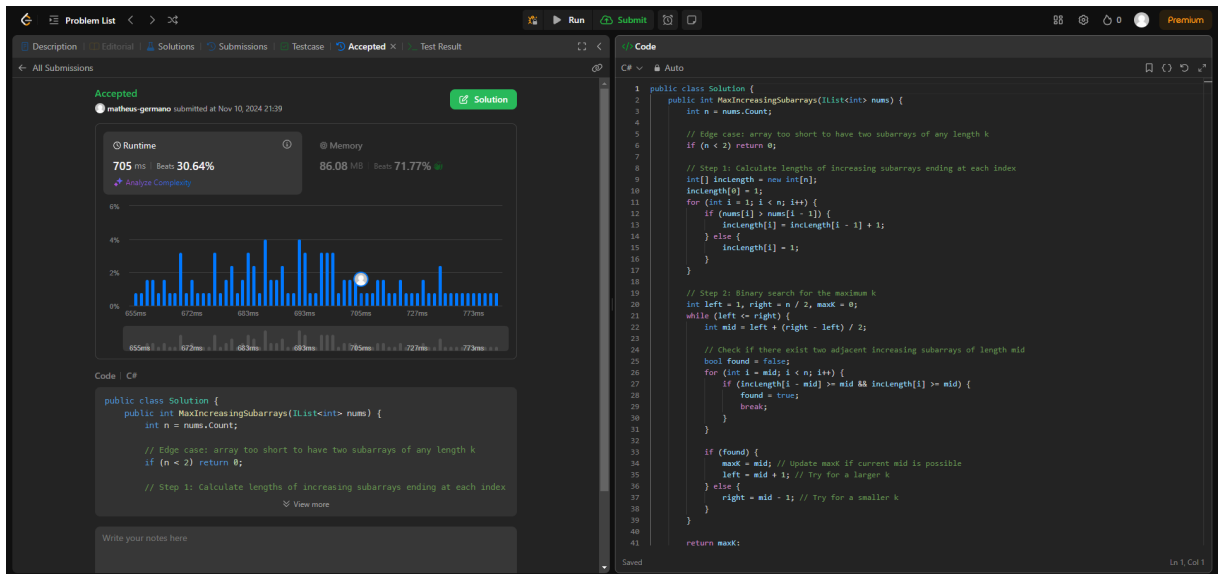 Problem List
Run
Submit
0
Premium
Description
Editorial
Solutions
Submissions
Testcase
Accepted
Test Result
All Submissions
Accepted
matheus-germano submitted at Nov 10, 2024 21:39
Solution
Runtime
705 ms | Beats 30.64%
Analyze Complexity
Memory
86.08 MB | Beats 71.77%
6%
4%
2%
0%
655ms 672ms 683ms 693ms 705ms 727ms 773ms
655ms 672ms 683ms 693ms 705ms 727ms 773ms
Code | C#
public class Solution {
public int MaxIncreasingSubarrays(IList<int> nums) {
int n = nums.Count;
// Edge case: array too short to have two subarrays of any length k
if (n < 2) return 0;
// Step 1: Calculate lengths of increasing subarrays ending at each index
View more
Write your notes here
</> Code
C#
Auto
1 public class Solution {
2 public int MaxIncreasingSubarrays(IList<int> nums) {
3 int n = nums.Count;
4
5 // Edge case: array too short to have two subarrays of any length k
6 if (n < 2) return 0;
7
8 // Step 1: Calculate lengths of increasing subarrays ending at each index
9 int[] incLength = new int[n];
10 incLength[0] = 1;
11 for (int i = 1; i < n; i++) {
12 if (nums[i] > nums[i - 1]) {
13 incLength[i] = incLength[i - 1] + 1;
14 } else {
15 incLength[i] = 1;
16 }
17 }
18
19 // Step 2: Binary search for the maximum k
20 int left = 1, right = n / 2, maxK = 0;
21 while (left <= right) {
22 int mid = left + (right - left) / 2;
23
24 // Check if there exist two adjacent increasing subarrays of length mid
25 bool found = false;
26 for (int i = mid; i < n; i++) {
27 if (incLength[i - mid] >= mid && incLength[i] >= mid) {
28 found = true;
29 break;
30 }
31 }
32
33 if (found) {
34 maxK = mid; // Update maxK if current mid is possible
35 left = mid + 1; // Try for a larger k
36 } else {
37 right = mid - 1; // Try for a smaller k
38 }
39 }
40
41 return maxK;
Saved
Ln 1, Col 1